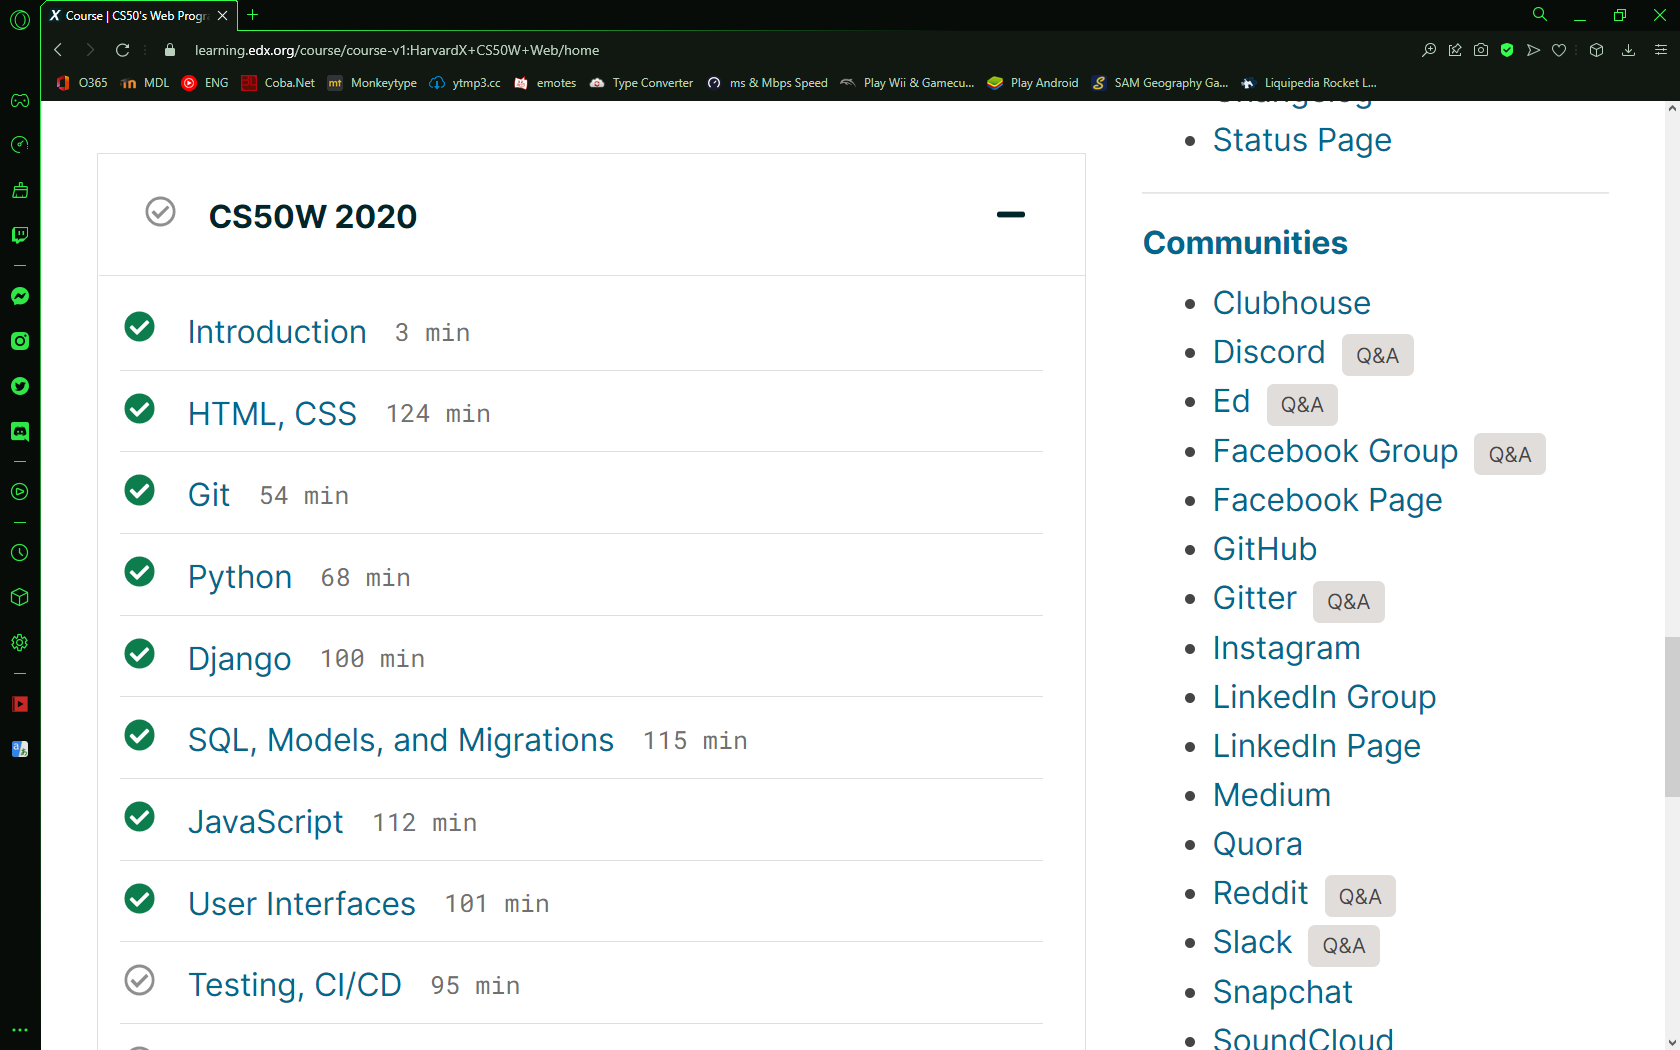 Course | CS50's Web Progra
learning.edx.org/course/course-v1:HarvardX+CS50W+Web/home
O365 MDL ENG Coba.Net mt Monkeytype ytmp3.cc emotes Type Converter ms & Mbps Speed Play Wii & Gamecu... Play Android SAM Geography Ga... Liquipedia Rocket L...
CS50W 2020
Introduction 3 min
HTML, CSS 124 min
Git 54 min
Python 68 min
Django 100 min
SQL, Models, and Migrations 115 min
JavaScript 112 min
User Interfaces 101 min
Testing, CI/CD 95 min
Changelog
Status Page
Communities
Clubhouse
Discord Q&A
Ed Q&A
Facebook Group Q&A
Facebook Page
GitHub
Gitter Q&A
Instagram
LinkedIn Group
LinkedIn Page
Medium
Quora
Reddit Q&A
Slack Q&A
Snapchat
SoundCloud